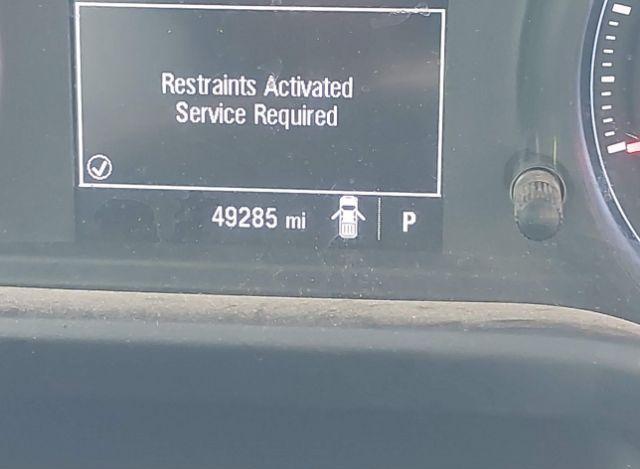 Restraints Activated
Service Required
49285 mi
P